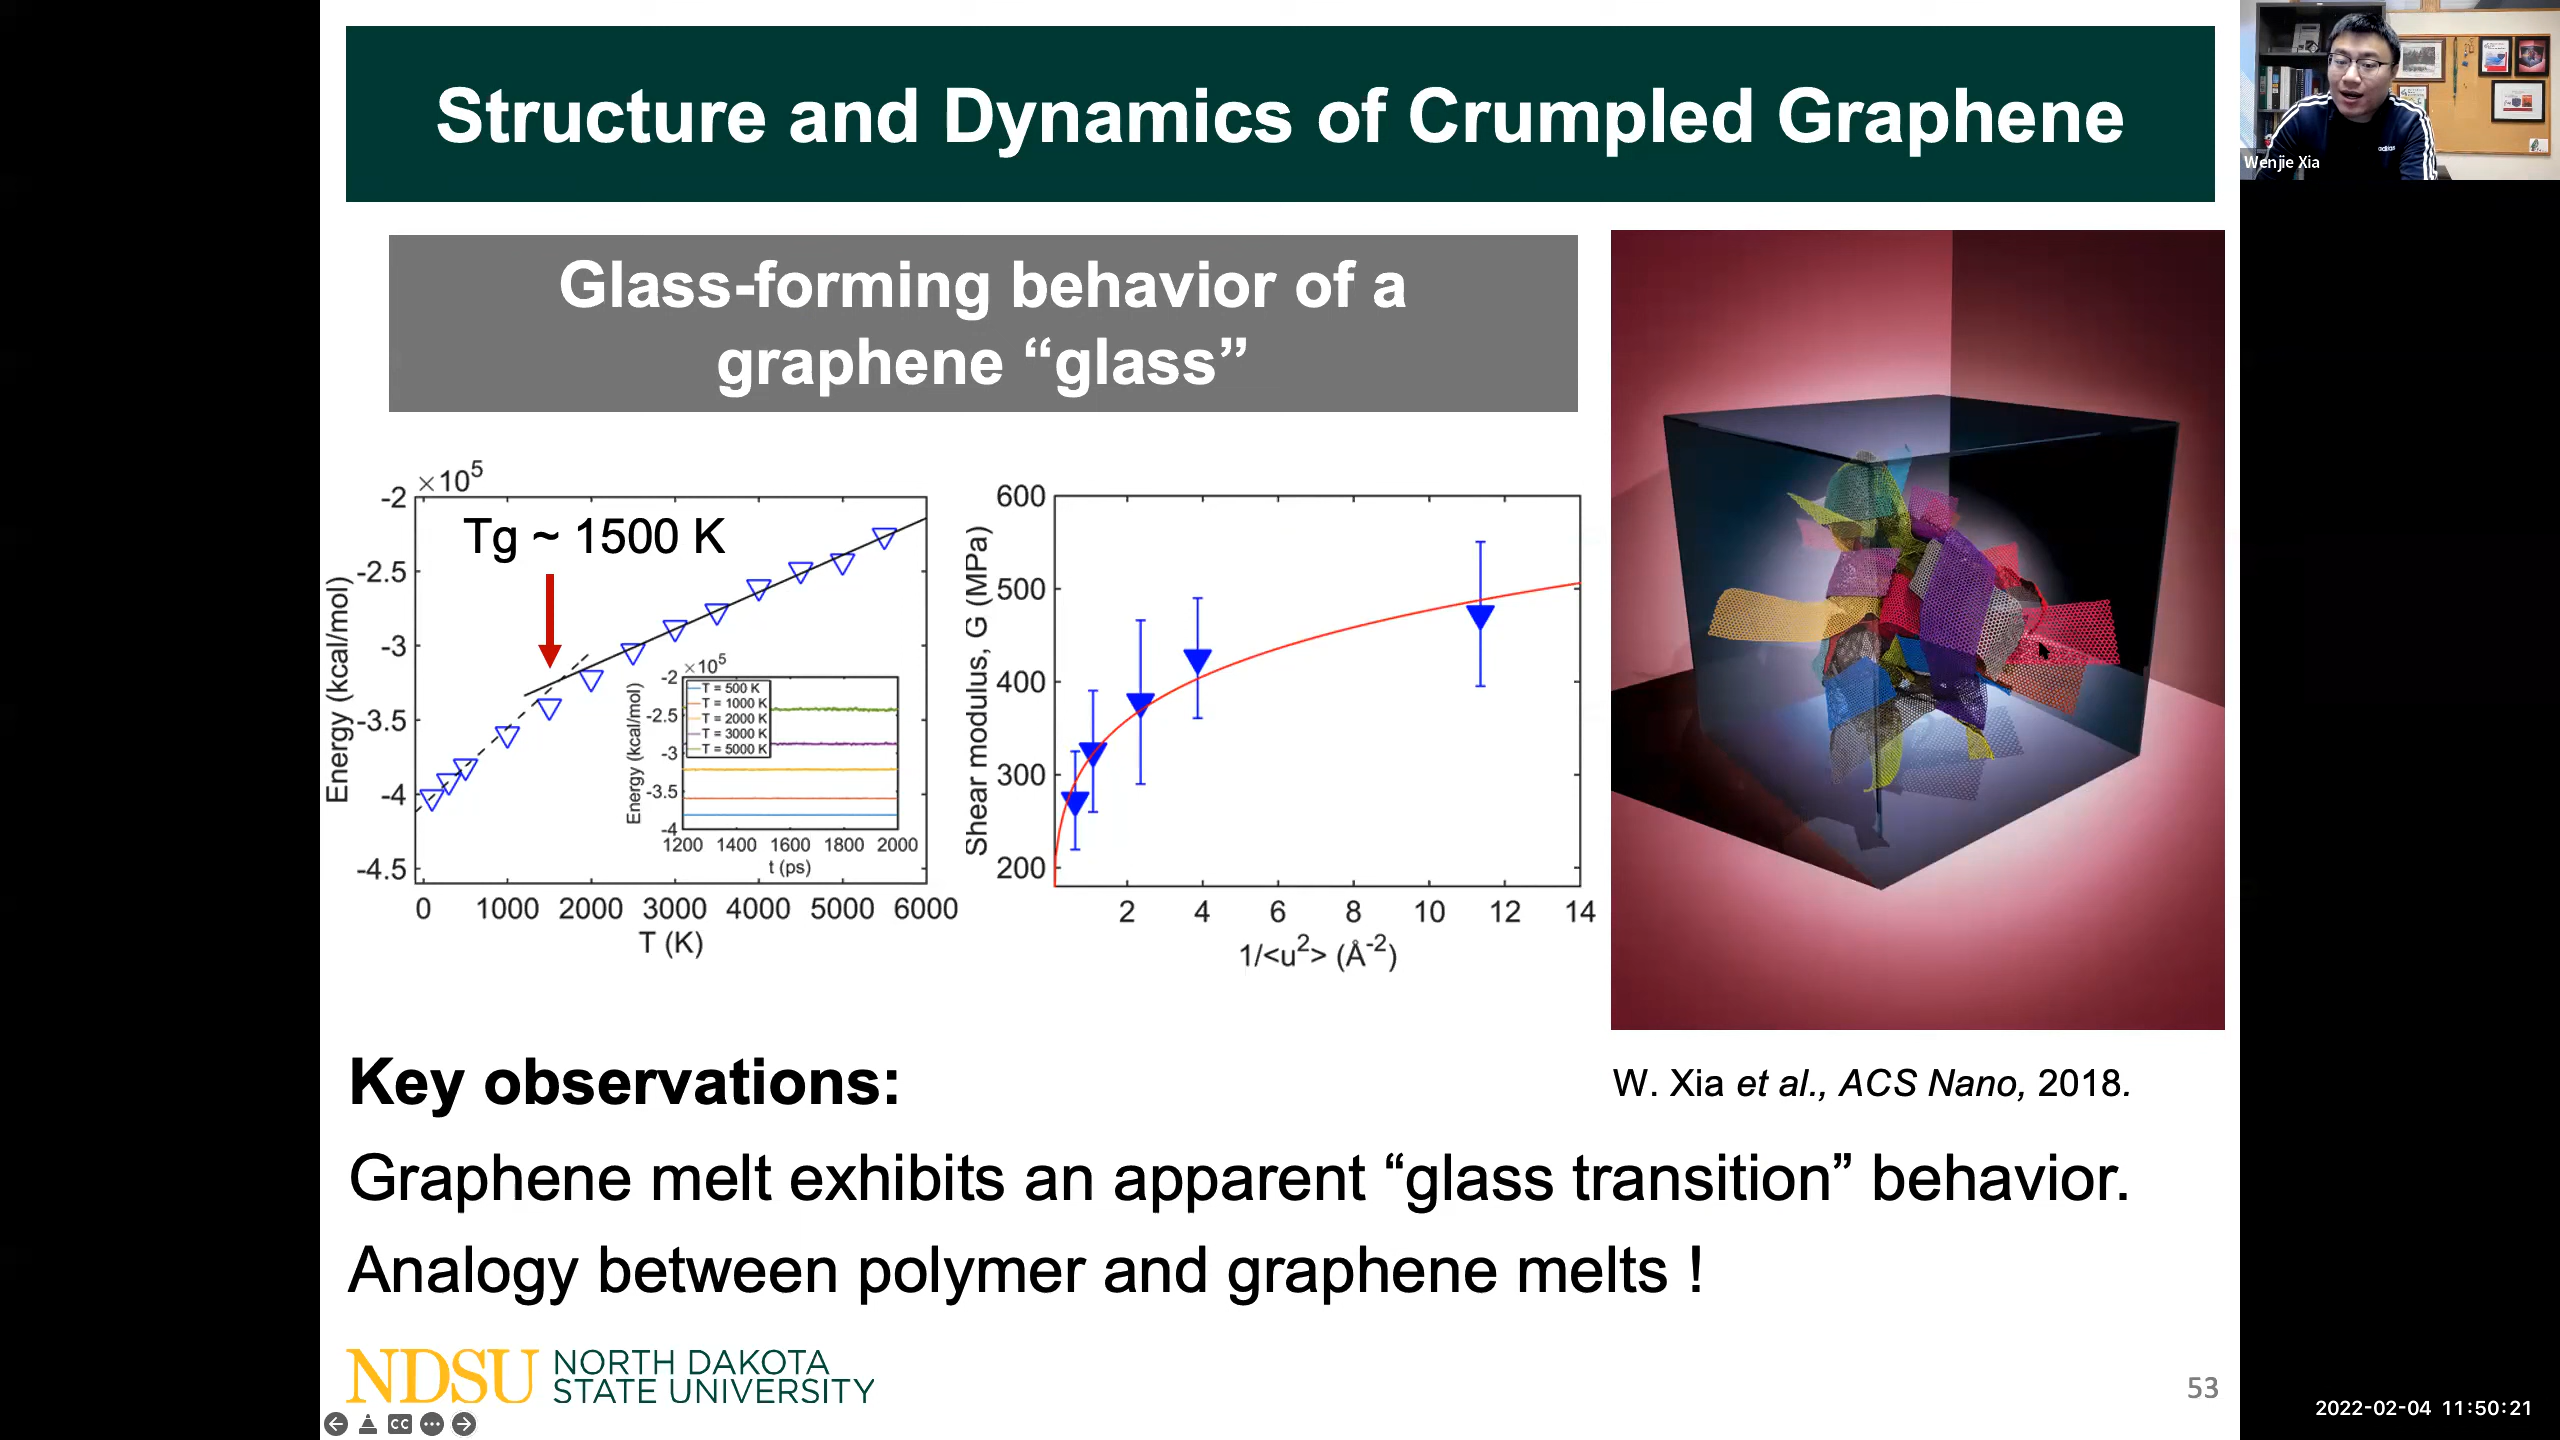 Structure and Dynamics of Crumpled Graphene
Wenjie Xia
Glass-forming behavior of a
graphene “glass”
×10⁵
-2
-2.5
-3
-3.5
-4
-4.5
Energy (kcal/mol)
Tg ~ 1500 K
0 1000 2000 3000 4000 5000 6000
T (K)
×10⁵
-2
-2.5
-3
-3.5
-4
Energy (kcal/mol)
T = 500 K
T = 1000 K
T = 2000 K
T = 3000 K
T = 5000 K
1200 1400 1600 1800 2000
t (ps)
600
500
400
300
200
Shear modulus, G (MPa)
2 4 6 8 10 12 14
1/<u²> (Å⁻²)
Key observations:
W. Xia et al., ACS Nano, 2018.
Graphene melt exhibits an apparent “glass transition” behavior.
Analogy between polymer and graphene melts !
NDSU NORTH DAKOTA
STATE UNIVERSITY
53
CC
2022-02-04 11:50:21
adidas